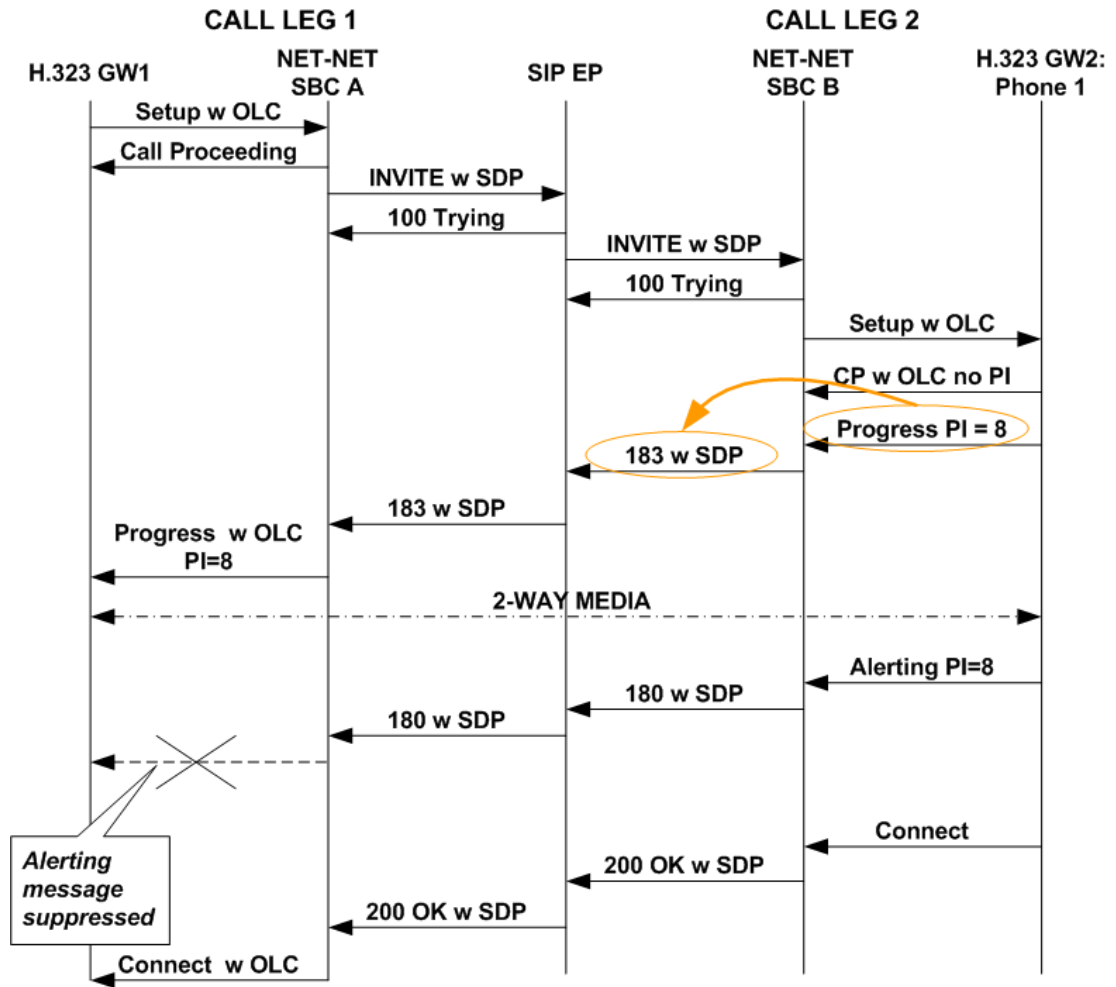 CALL LEG 1
CALL LEG 2
H.323 GW1
NET-NET
SBC A
SIP EP
NET-NET
SBC B
H.323 GW2:
Phone 1
Setup w OLC
Call Proceeding
INVITE w SDP
100 Trying
INVITE w SDP
100 Trying
Setup w OLC
CP w OLC no PI
Progress PI = 8
183 w SDP
183 w SDP
Progress w OLC
PI=8
2-WAY MEDIA
Alerting PI=8
180 w SDP
180 w SDP
Alerting
message
suppressed
Connect
200 OK w SDP
200 OK w SDP
Connect w OLC